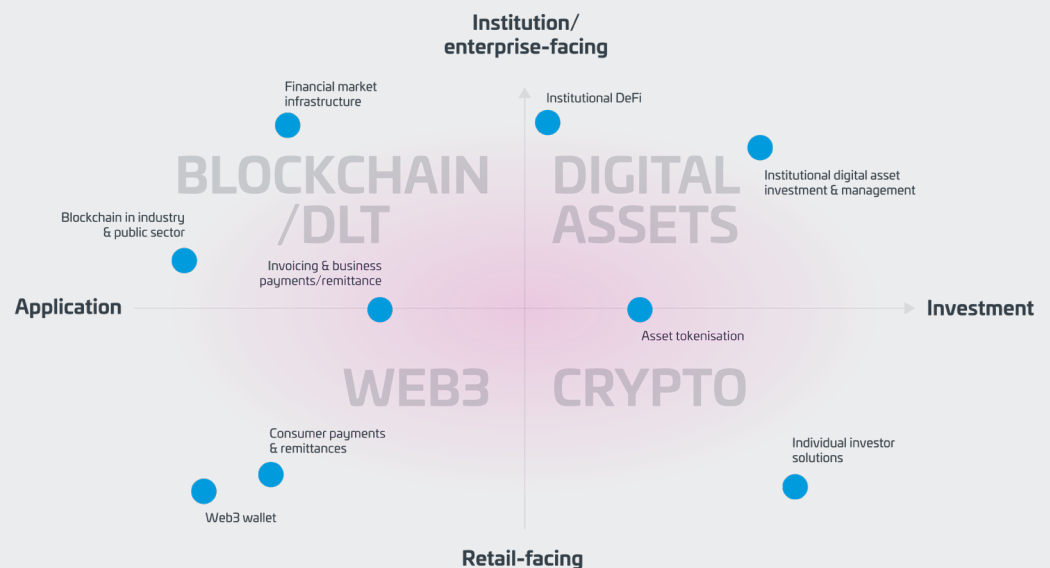 Institution/
enterprise-facing
Financial market
infrastructure
Institutional DeFi
BLOCKCHAIN
/DLT
DIGITAL
ASSETS
Institutional digital asset
investment & management
Blockchain in industry
& public sector
Invoicing & business
payments/remittance
Application
Investment
Asset tokenisation
WEB3
CRYPTO
Consumer payments
& remittances
Individual investor
solutions
Web3 wallet
Retail-facing